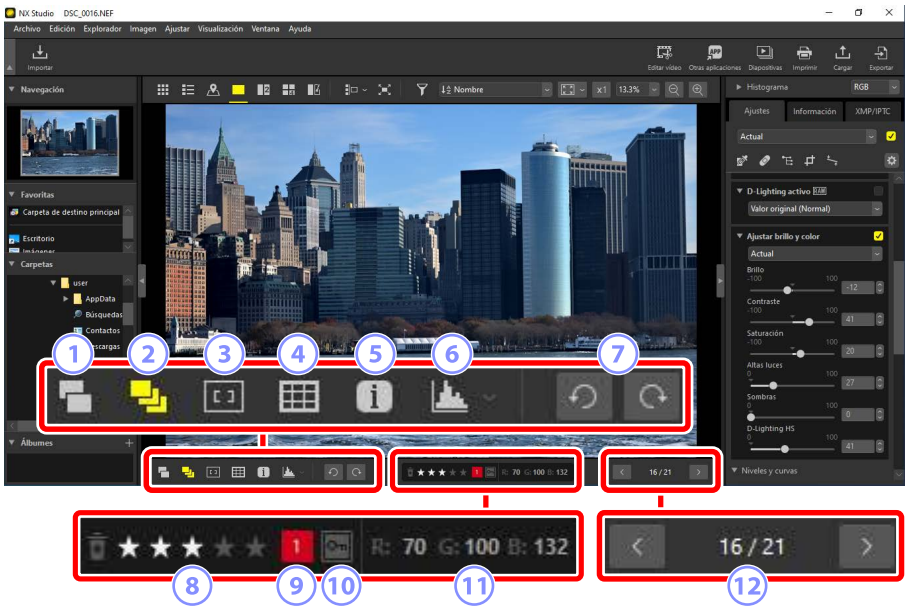 NX Studio DSC_0016.NEF
Archivo Edición Explorador Imagen Ajustar Visualización Ventana Ayuda
Importar
Editar vídeo Otras aplicaciones Diapositivas Imprimir Cargar Exportar
APP
Navegación
Nombre
x1 13.3%
Histograma RGB
Ajustes Información XMP/IPTC
Actual
Favoritas
Carpeta de destino principal
Escritorio
Imágenes
Carpetas
user
AppData
Búsquedas
Contactos
Descargas
Álbumes
D-Lighting activo RAW
Valor original (Normal)
Ajustar brillo y color
Actual
Brillo
-100 100
-12
Contraste
-100 100
41
Saturación
-100 100
20
Altas luces
0 100
27
Sombras
0 100
0
D-Lighting HS
0 100
41
Niveles y curvas
1 2 3 4 5 6 7
1 R: 70 G: 100 B: 132
16 / 21
1 R: 70 G: 100 B: 132
16 / 21
8 9 10 11 12